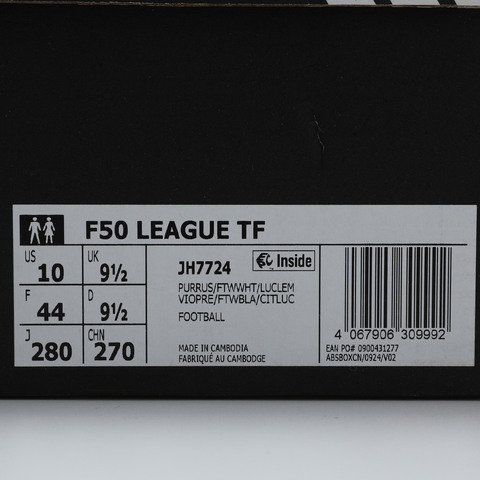 F50 LEAGUE TF
US 10 UK 9½
F 44 D 9½
J 280 CHN 270
JH7724 Inside
PURRUS/FTWWHT/LUCLEM
VIOPRE/FTWBLA/CITLUC
FOOTBALL
MADE IN CAMBODIA
FABRIQUÉ AU CAMBODGE
4 067906 309992
EAN PO# 0900431277
ABSBOXCN/0924/V02